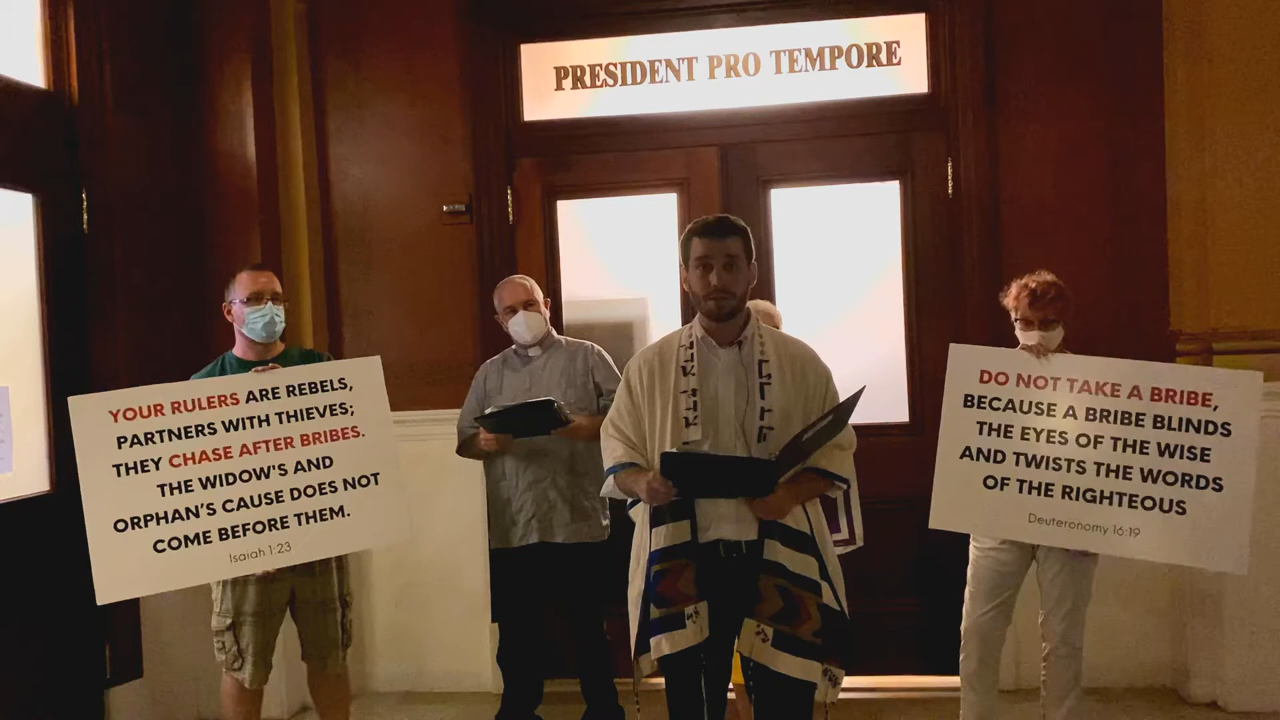 PRESIDENT PRO TEMPORE
YOUR RULERS ARE REBELS,
PARTNERS WITH THIEVES;
THEY CHASE AFTER BRIBES.
THE WIDOW'S AND
ORPHAN'S CAUSE DOES NOT
COME BEFORE THEM.
Isaiah 1:23
DO NOT TAKE A BRIBE,
BECAUSE A BRIBE BLINDS
THE EYES OF THE WISE
AND TWISTS THE WORDS
OF THE RIGHTEOUS
Deuteronomy 16:19